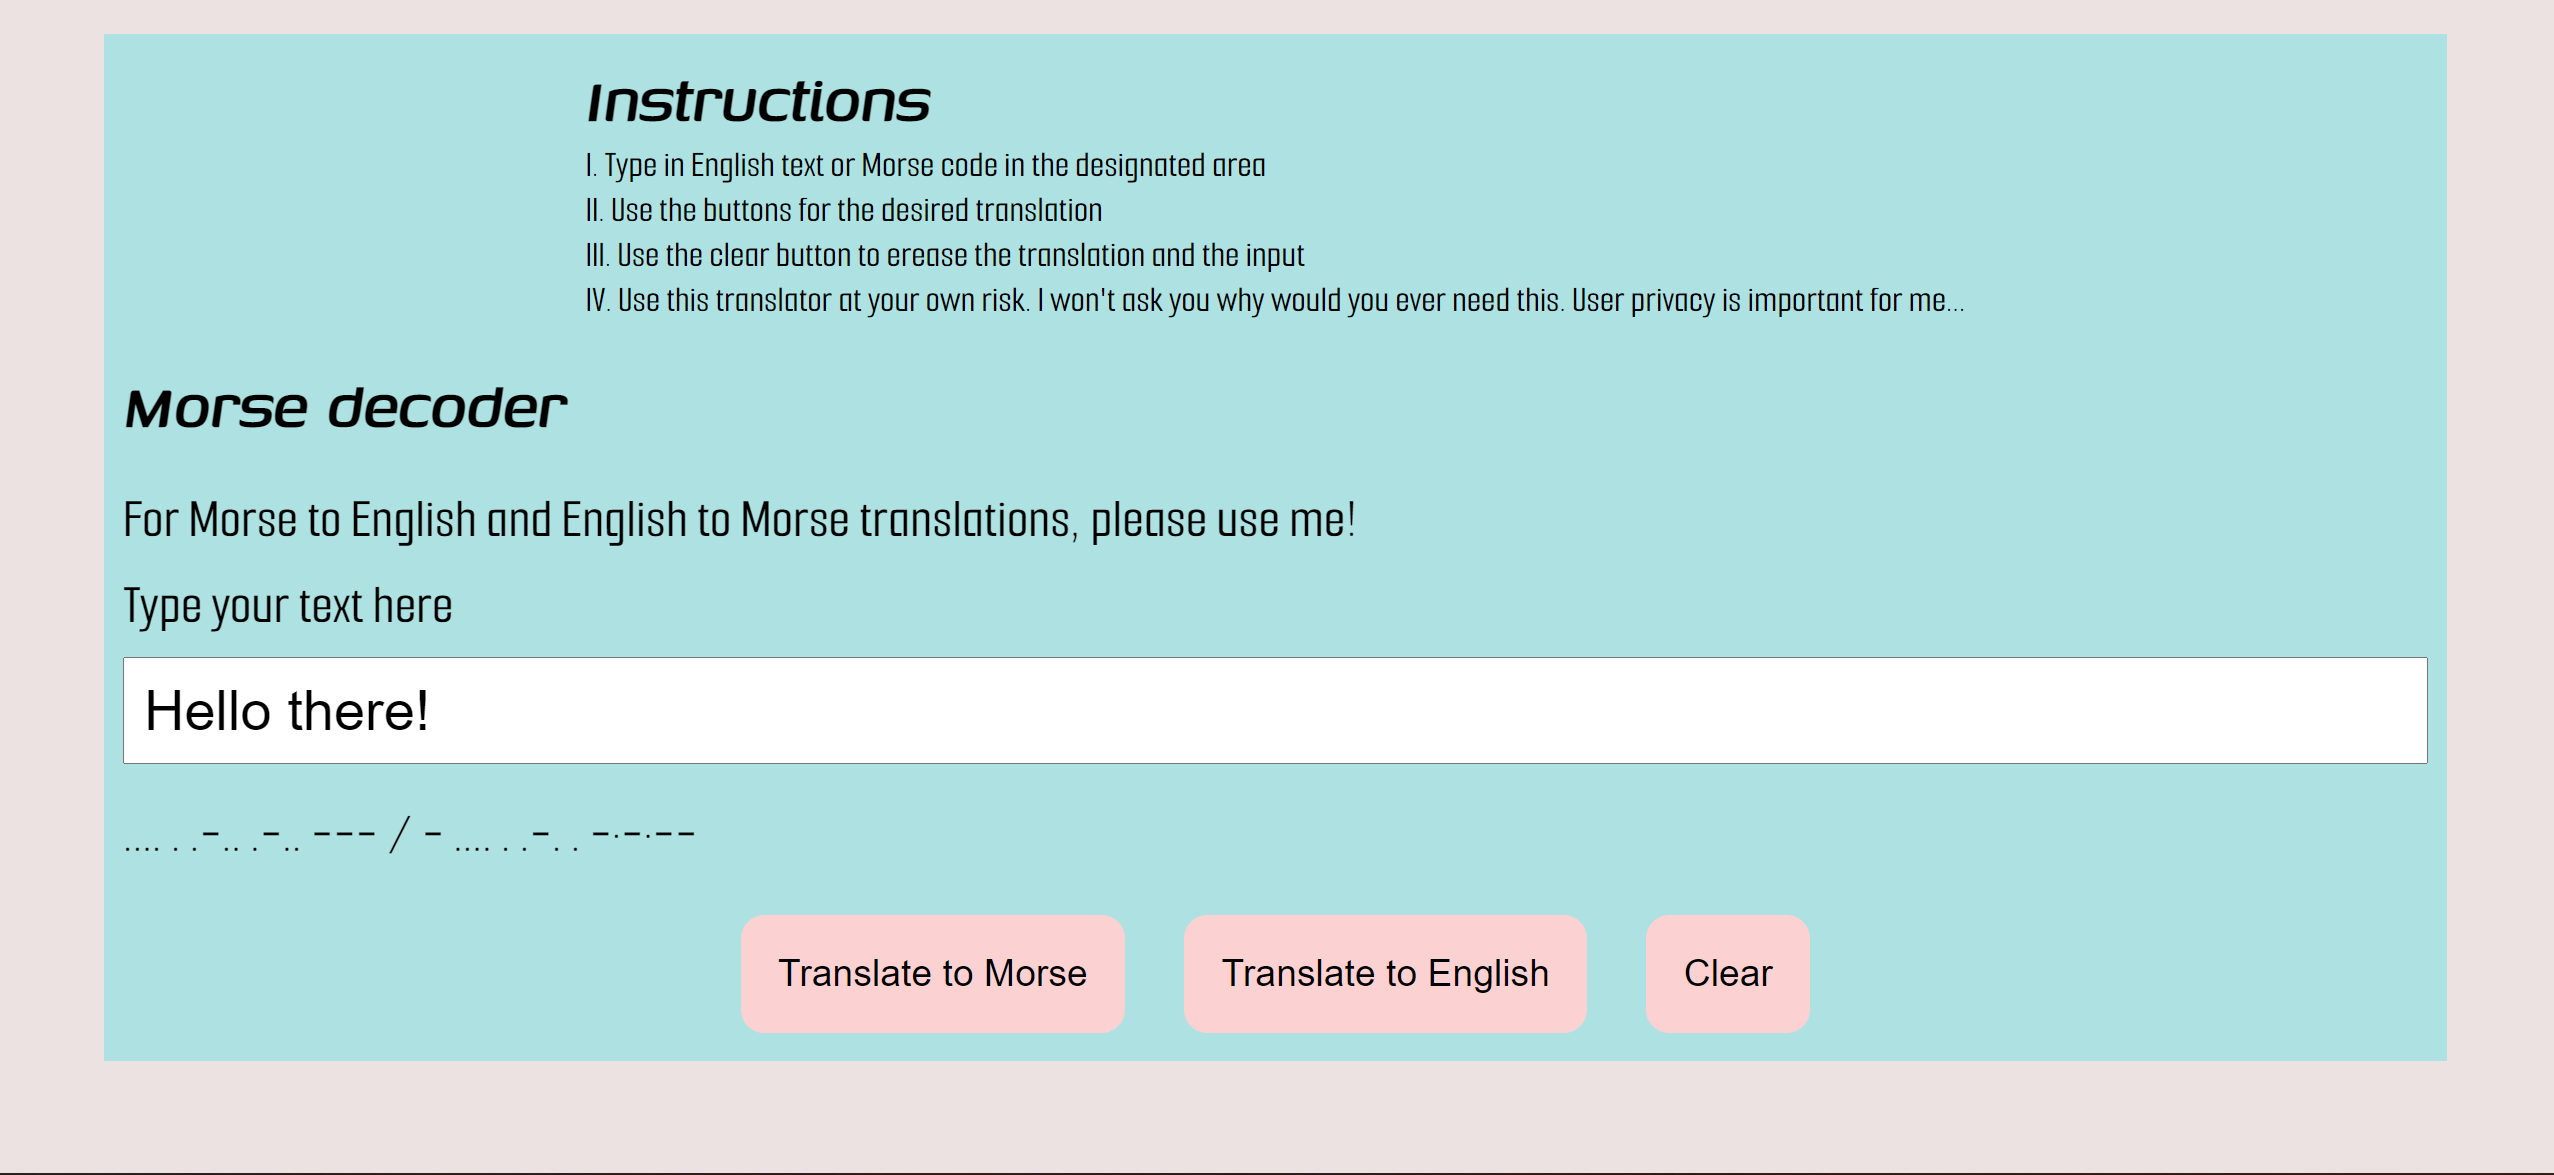 Instructions
I. Type in English text or Morse code in the designated area
II. Use the buttons for the desired translation
III. Use the clear button to erease the translation and the input
IV. Use this translator at your own risk. I won't ask you why would you ever need this. User privacy is important for me...
Morse decoder
For Morse to English and English to Morse translations, please use me!
Type your text here
Hello there!
.... . .-.. .-.. --- / - .... . .-. . -·-·--
Translate to Morse Translate to English Clear